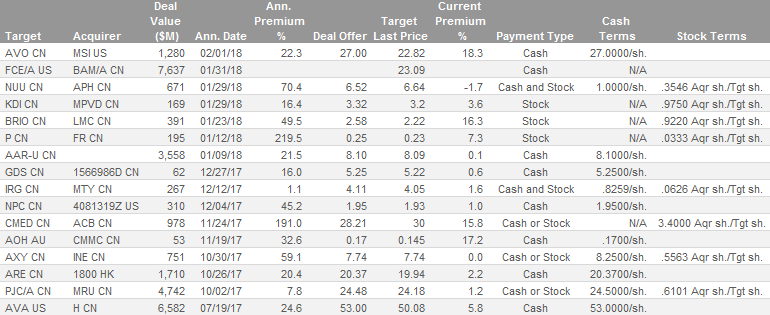 Deal Ann. Current
Value Premium Target Premium Cash
Target Acquirer ($M) Ann. Date % Deal Offer Last Price % Payment Type Terms Stock Terms
AVO CN MSI US 1,280 02/01/18 22.3 27.00 22.82 18.3 Cash 27.0000/sh.
FCE/A US BAM/A CN 7,637 01/31/18 23.09 Cash N/A
NUU CN APH CN 671 01/29/18 70.4 6.52 6.64 -1.7 Cash and Stock 1.0000/sh. .3546 Aqr sh./Tgt sh.
KDI CN MPVD CN 169 01/29/18 16.4 3.32 3.2 3.6 Stock N/A .9750 Aqr sh./Tgt sh.
BRIO CN LMC CN 391 01/23/18 49.5 2.58 2.22 16.3 Stock N/A .9220 Aqr sh./Tgt sh.
P CN FR CN 195 01/12/18 219.5 0.25 0.23 7.3 Stock N/A .0333 Aqr sh./Tgt sh.
AAR-U CN 3,558 01/09/18 21.5 8.10 8.09 0.1 Cash 8.1000/sh.
GDS CN 1566986D CN 62 12/27/17 16.0 5.25 5.22 0.6 Cash 5.2500/sh.
IRG CN MTY CN 267 12/12/17 1.1 4.11 4.05 1.6 Cash and Stock .8259/sh. .0626 Aqr sh./Tgt sh.
NPC CN 4081319Z US 310 12/04/17 45.2 1.95 1.93 1.0 Cash 1.9500/sh.
CMED CN ACB CN 978 11/24/17 191.0 28.21 30 15.8 Cash or Stock N/A 3.4000 Aqr sh./Tgt sh.
AOH AU CMMC CN 53 11/19/17 32.6 0.17 0.145 17.2 Cash .1700/sh.
AXY CN INE CN 751 10/30/17 59.1 7.74 7.74 0.0 Cash or Stock 8.2500/sh. .5563 Aqr sh./Tgt sh.
ARE CN 1800 HK 1,710 10/26/17 20.4 20.37 19.94 2.2 Cash 20.3700/sh.
PJC/A CN MRU CN 4,742 10/02/17 7.8 24.48 24.18 1.2 Cash or Stock 24.5000/sh. .6101 Aqr sh./Tgt sh.
AVA US H CN 6,582 07/19/17 24.6 53.00 50.08 5.8 Cash 53.0000/sh.